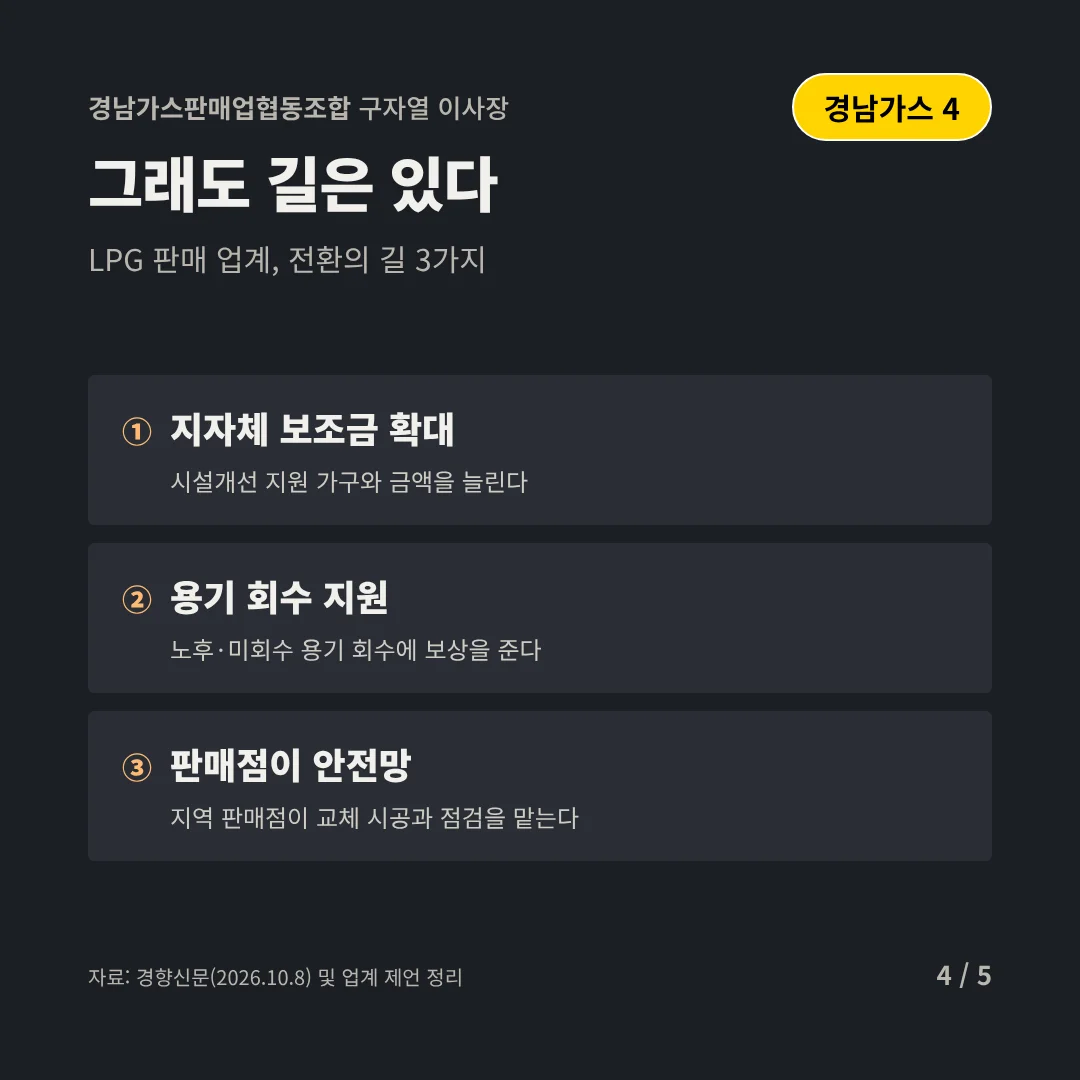 경남가스판매업협동조합 구자열 이사장
경남가스 4
그래도 길은 있다
LPG 판매 업계, 전환의 길 3가지
① 지자체 보조금 확대
시설개선 지원 가구와 금액을 늘린다
② 용기 회수 지원
노후·미회수 용기 회수에 보상을 준다
③ 판매점이 안전망
지역 판매점이 교체 시공과 점검을 맡는다
자료: 경향신문(2026.10.8) 및 업계 제언 정리
4 / 5